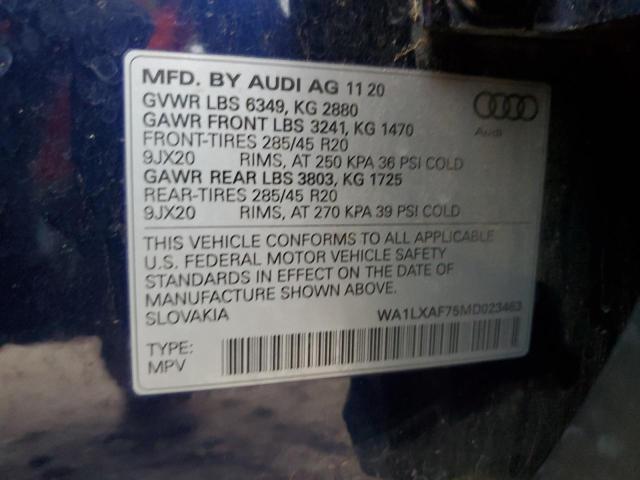 MFD. BY AUDI AG 11 20
GVWR LBS 6349, KG 2880
GAWR FRONT LBS 3241, KG 1470
FRONT-TIRES 285/45 R20
9JX20 RIMS, AT 250 KPA 36 PSI COLD
GAWR REAR LBS 3803, KG 1725
REAR-TIRES 285/45 R20
9JX20 RIMS, AT 270 KPA 39 PSI COLD
Audi
THIS VEHICLE CONFORMS TO ALL APPLICABLE
U.S. FEDERAL MOTOR VEHICLE SAFETY
STANDARDS IN EFFECT ON THE DATE OF
MANUFACTURE SHOWN ABOVE.
SLOVAKIA WA1LXAF75MD023463
TYPE:
MPV